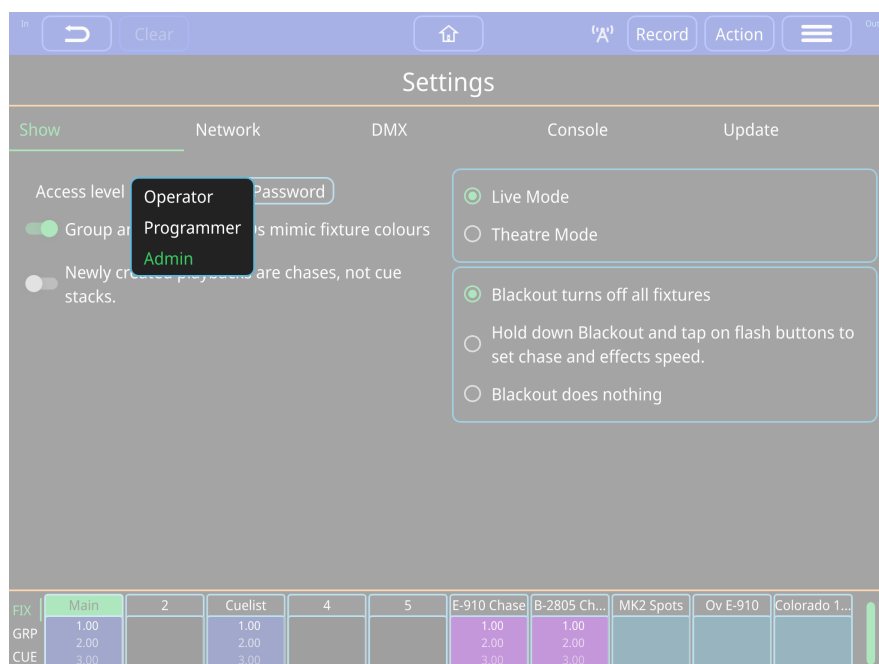 In
Clear
Record
Action
Out
Settings
Show
Network
DMX
Console
Update
Access level
Password
Operator
Programmer
Admin
Group ar
s mimic fixture colours
Newly created playbacks are chases, not cue
stacks.
Live Mode
Theatre Mode
Blackout turns off all fixtures
Hold down Blackout and tap on flash buttons to
set chase and effects speed.
Blackout does nothing
FIX
GRP
CUE
Main
2
Cuelist
4
5
E-910 Chase
B-2805 Ch...
MK2 Spots
Ov E-910
Colorado 1...
1.00
2.00
3.00
1.00
2.00
3.00
1.00
2.00
3.00
1.00
2.00
3.00